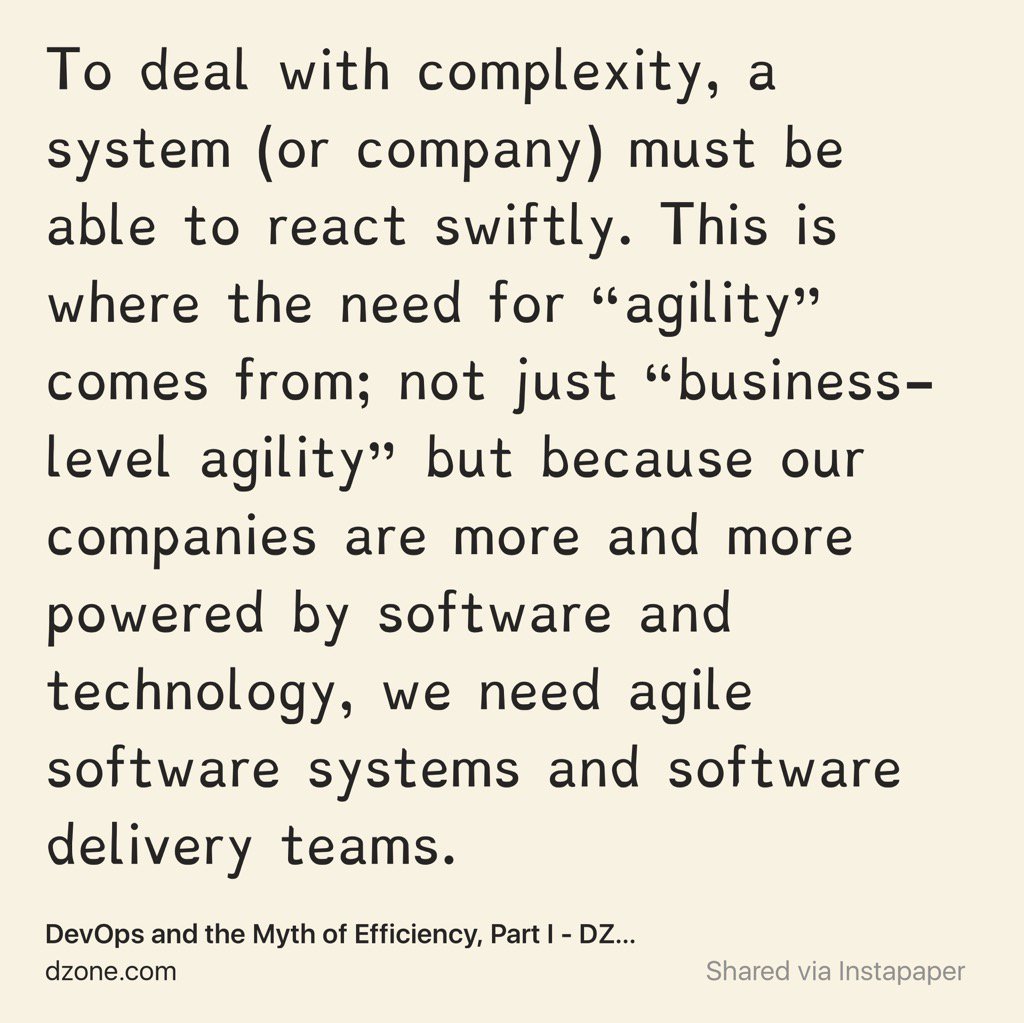 To deal with complexity, a
system (or company) must be
able to react swiftly. This is
where the need for “agility”
comes from; not just “business-
level agility” but because our
companies are more and more
powered by software and
technology, we need agile
software systems and software
delivery teams.
DevOps and the Myth of Efficiency, Part I - DZ...
dzone.com
Shared via Instapaper